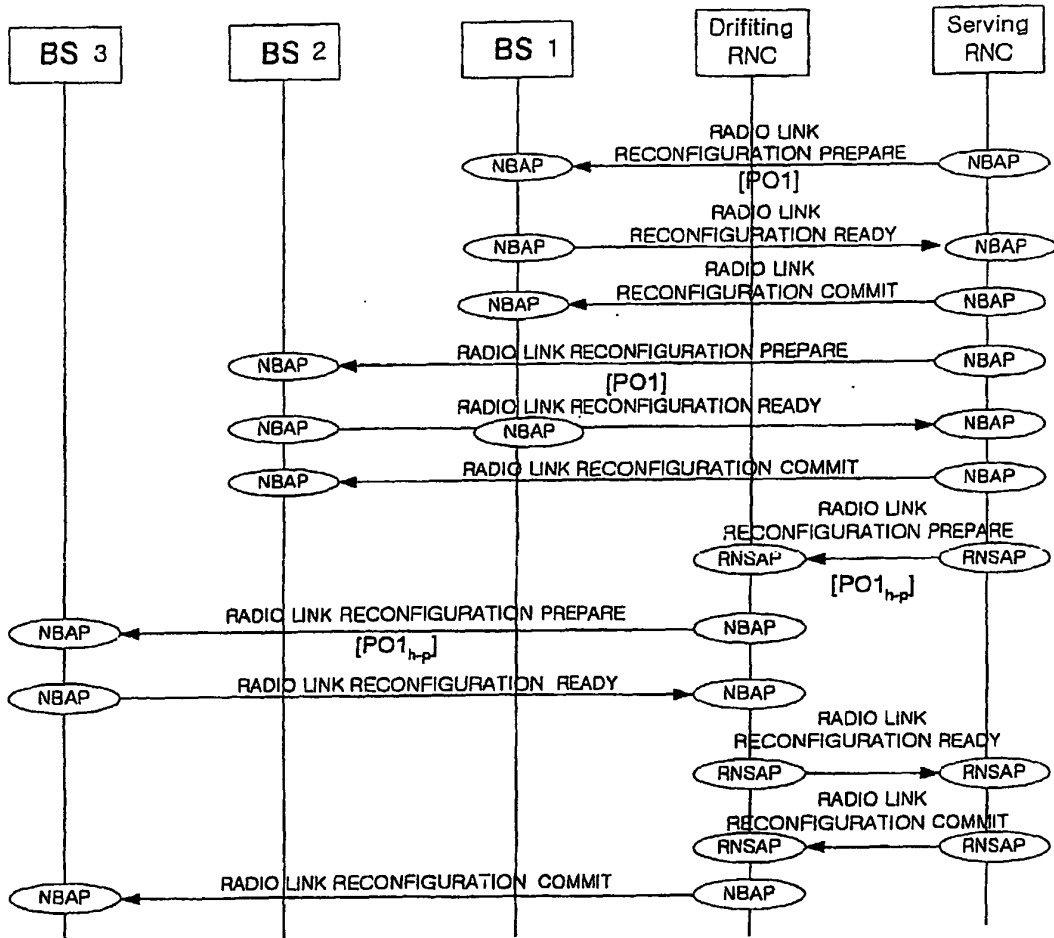 BS 3
BS 2
BS 1
Drifiting
RNC
Serving
RNC
RADIO LINK
RECONFIGURATION PREPARE
NBAP
NBAP
[PO1]
RADIO LINK
RECONFIGURATION READY
NBAP
NBAP
RADIO LINK
RECONFIGURATION COMMIT
NBAP
NBAP
RADIO LINK RECONFIGURATION PREPARE
NBAP
NBAP
[PO1]
RADIO LINK RECONFIGURATION READY
NBAP
NBAP
NBAP
RADIO LINK RECONFIGURATION COMMIT
NBAP
NBAP
RADIO LINK
RECONFIGURATION PREPARE
RNSAP
RNSAP
[PO1h-p]
RADIO LINK RECONFIGURATION PREPARE
NBAP
NBAP
[PO1h-p]
RADIO LINK RECONFIGURATION READY
NBAP
NBAP
RADIO LINK
RECONFIGURATION READY
RNSAP
RNSAP
RADIO LINK
RECONFIGURATION COMMIT
RNSAP
RNSAP
RADIO LINK RECONFIGURATION COMMIT
NBAP
NBAP